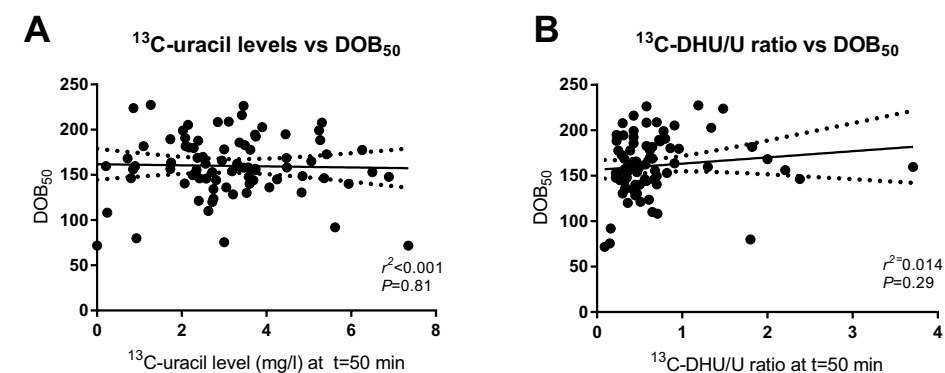 A
¹³C-uracil levels vs DOB₅₀
250
200
150
100
50
0
DOB₅₀
0 2 4 6 8
r²<0.001
P=0.81
¹³C-uracil level (mg/l) at t=50 min
B
¹³C-DHU/U ratio vs DOB₅₀
250
200
150
100
50
0
DOB₅₀
0 1 2 3 4
r²⁼0.014
P=0.29
¹³C-DHU/U ratio at t=50 min